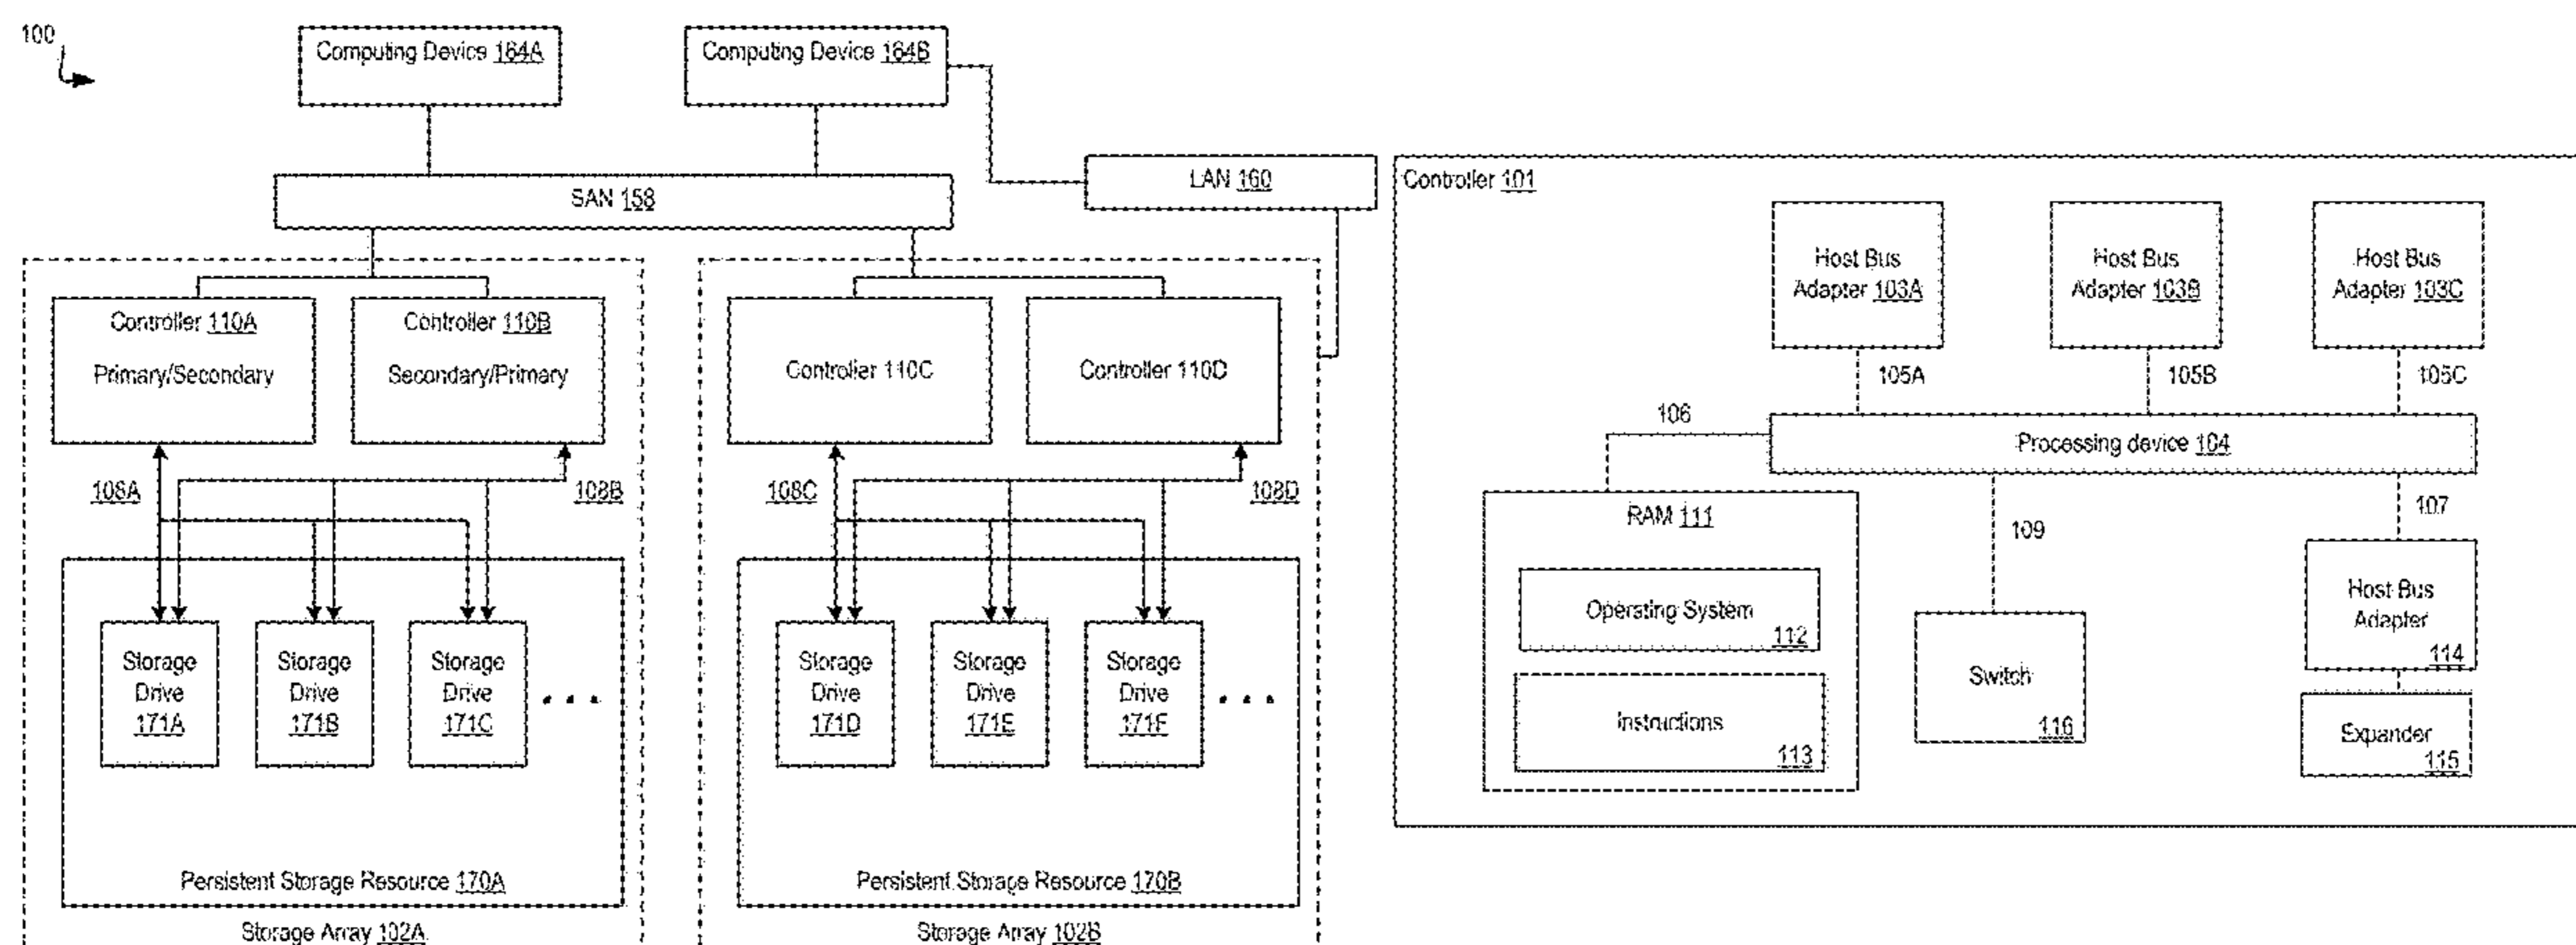 100
Computing Device 164A
Computing Device 164B
SAN 158
LAN 160
Controller 110A
Primary/Secondary
Controller 110B
Secondary/Primary
Controller 110C
Controller 110D
108A
108B
108C
108D
Storage
Drive
171A
Storage
Drive
171B
Storage
Drive
171C
...
Storage
Drive
171D
Storage
Drive
171E
Storage
Drive
171F
...
Persistent Storage Resource 170A
Persistent Storage Resource 170B
Storage Array 102A
Storage Array 102B
Controller 101
Host Bus
Adapter 103A
Host Bus
Adapter 103B
Host Bus
Adapter 103C
105A
105B
105C
106
Processing device 104
RAM 111
109
107
Operating System
112
Instructions
113
Switch
116
Host Bus
Adapter
114
Expander
115